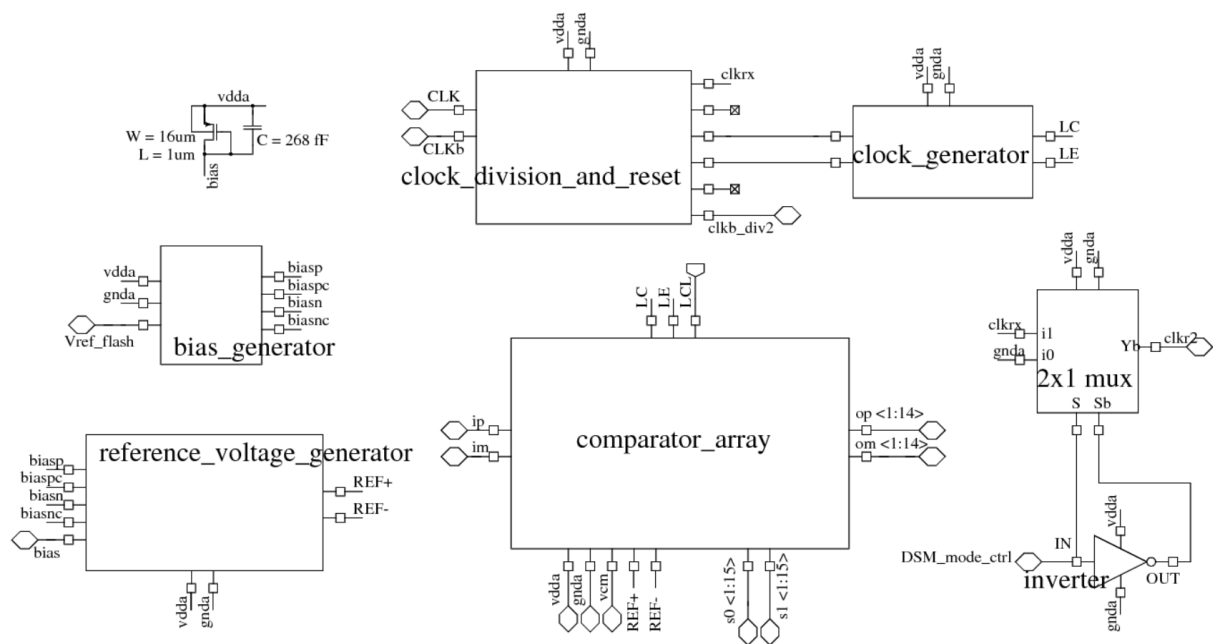 vdda
W = 16um
L = 1um
C = 268 fF
bias
vdda
gnda
CLK
CLKb
clkrx
clkb_div2
clock_division_and_reset
vdda
gnda
LC
LE
clock_generator
vdda
gnda
Vref_flash
biasp
biaspc
biasn
biasnc
bias_generator
LC
LE
LCL
ip
im
op <1:14>
om <1:14>
comparator_array
vdda
gnda
vcm
REF+
REF-
s0 <1:15>
s1 <1:15>
vdda
gnda
clkrx
i1
gnda
i0
Yb
clkr2
2x1 mux
S Sb
reference_voltage_generator
biasp
biaspc
biasn
biasnc
bias
REF+
REF-
vdda
gnda
vdda
IN
DSM_mode_ctrl
inverter
OUT
gnda